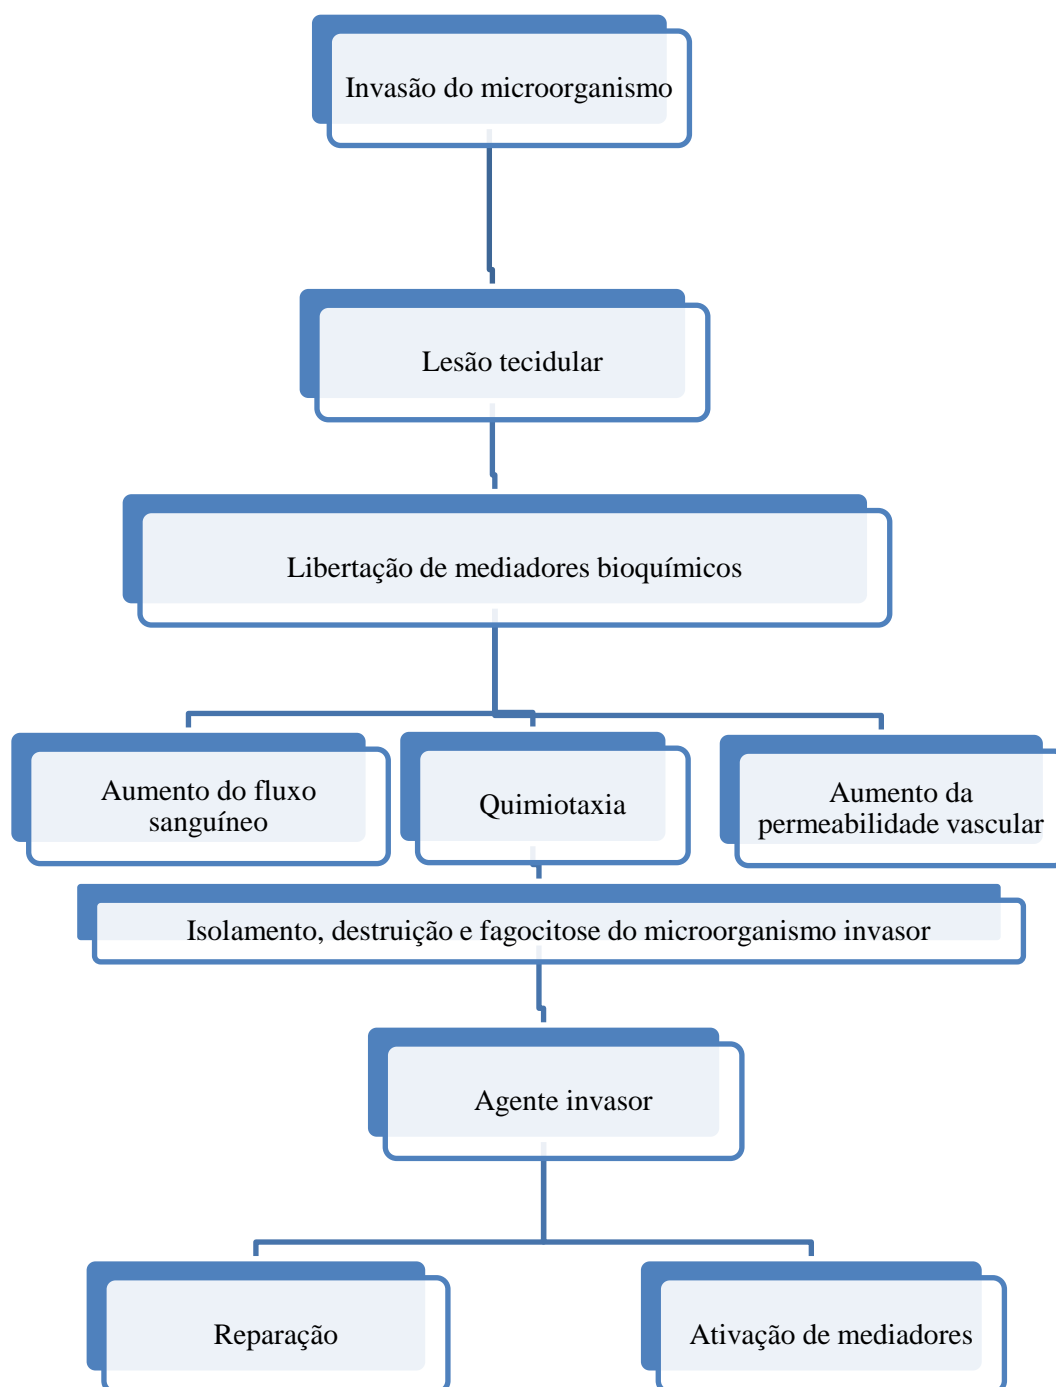 Invasão do microorganismo
Lesão tecidular
Libertação de mediadores bioquímicos
Aumento do fluxo
sanguíneo
Quimiotaxia
Aumento da
permeabilidade vascular
Isolamento, destruição e fagocitose do microorganismo invasor
Agente invasor
Reparação
Ativação de mediadores